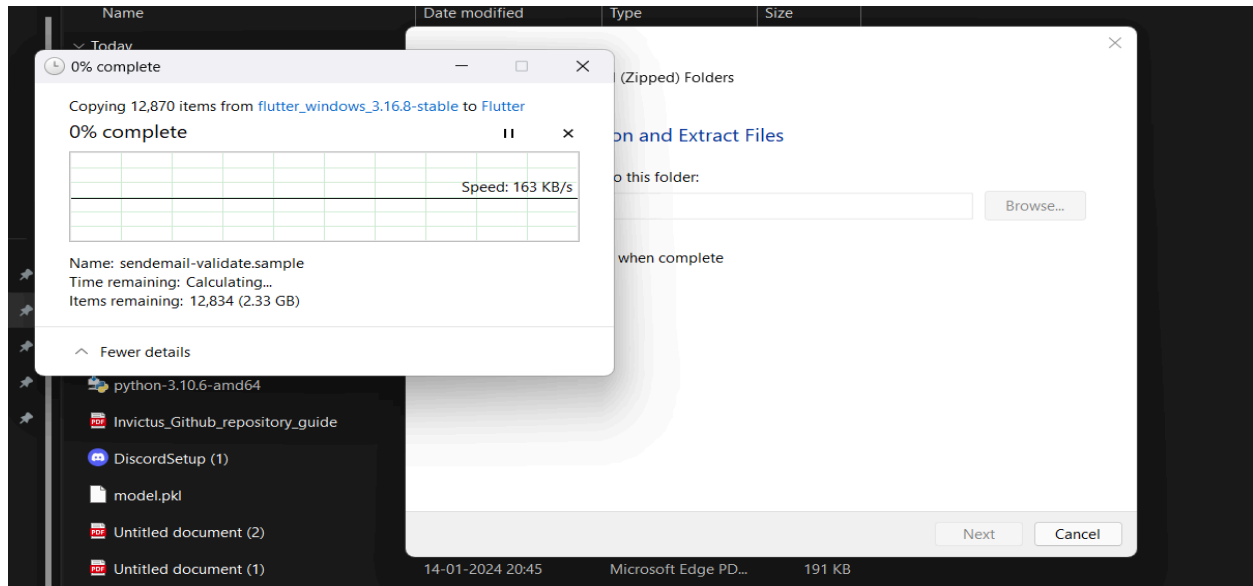 Name Date modified Type Size
Today
0% complete
(Zipped) Folders
Copying 12,870 items from flutter_windows_3.16.8-stable to Flutter
0% complete
on and Extract Files
Speed: 163 KB/s
o this folder:
Browse...
when complete
Name: sendemail-validate.sample
Time remaining: Calculating...
Items remaining: 12,834 (2.33 GB)
Fewer details
python-3.10.6-amd64
Invictus_Github_repository_guide
DiscordSetup (1)
model.pkl
Untitled document (2)
Next Cancel
Untitled document (1) 14-01-2024 20:45 Microsoft Edge PD... 191 KB